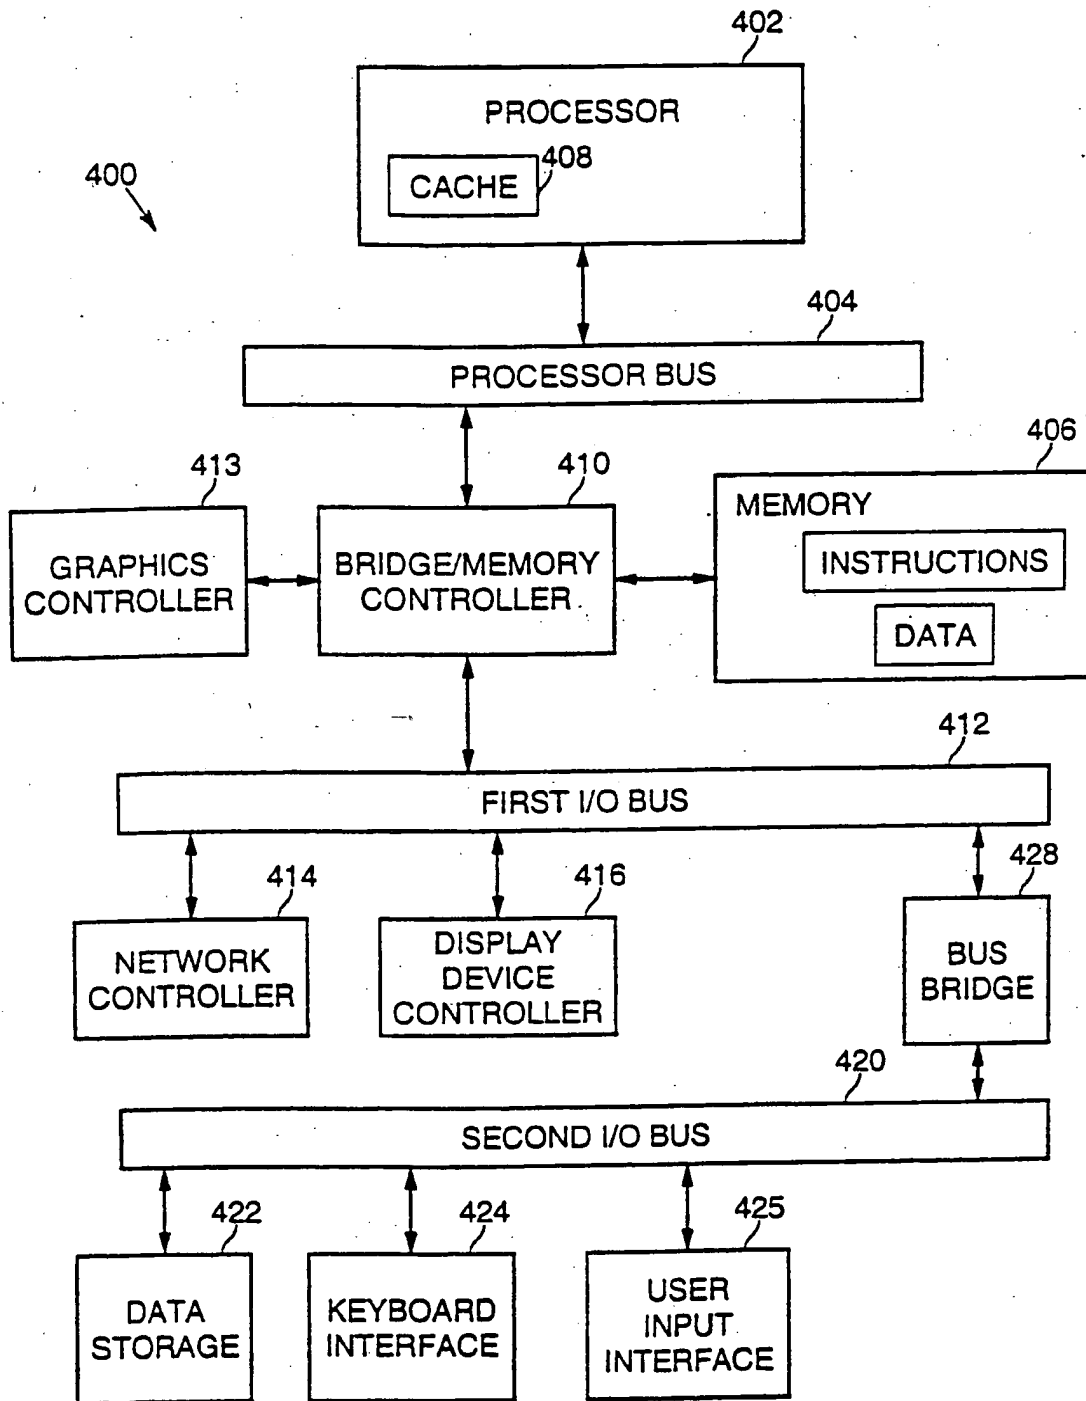 402
PROCESSOR
408
CACHE
400
404
PROCESSOR BUS
413
410
406
GRAPHICS
CONTROLLER
BRIDGE/MEMORY
CONTROLLER
MEMORY
INSTRUCTIONS
DATA
412
FIRST I/O BUS
414
416
428
NETWORK
CONTROLLER
DISPLAY
DEVICE
CONTROLLER
BUS
BRIDGE
420
SECOND I/O BUS
422
424
425
DATA
STORAGE
KEYBOARD
INTERFACE
USER
INPUT
INTERFACE